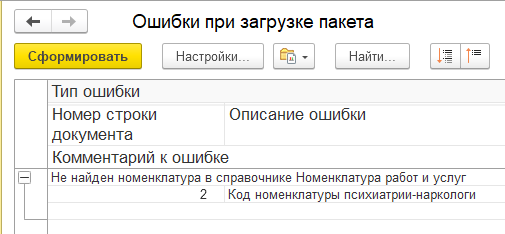 Ошибки при загрузке пакета
Сформировать
Настройки...
Найти...
Тип ошибки
Номер строки документа
Описание ошибки
Комментарий к ошибке
Не найден номенклатура в справочнике Номенклатура работ и услуг
2 Код номенклатуры психиатрии-наркологи